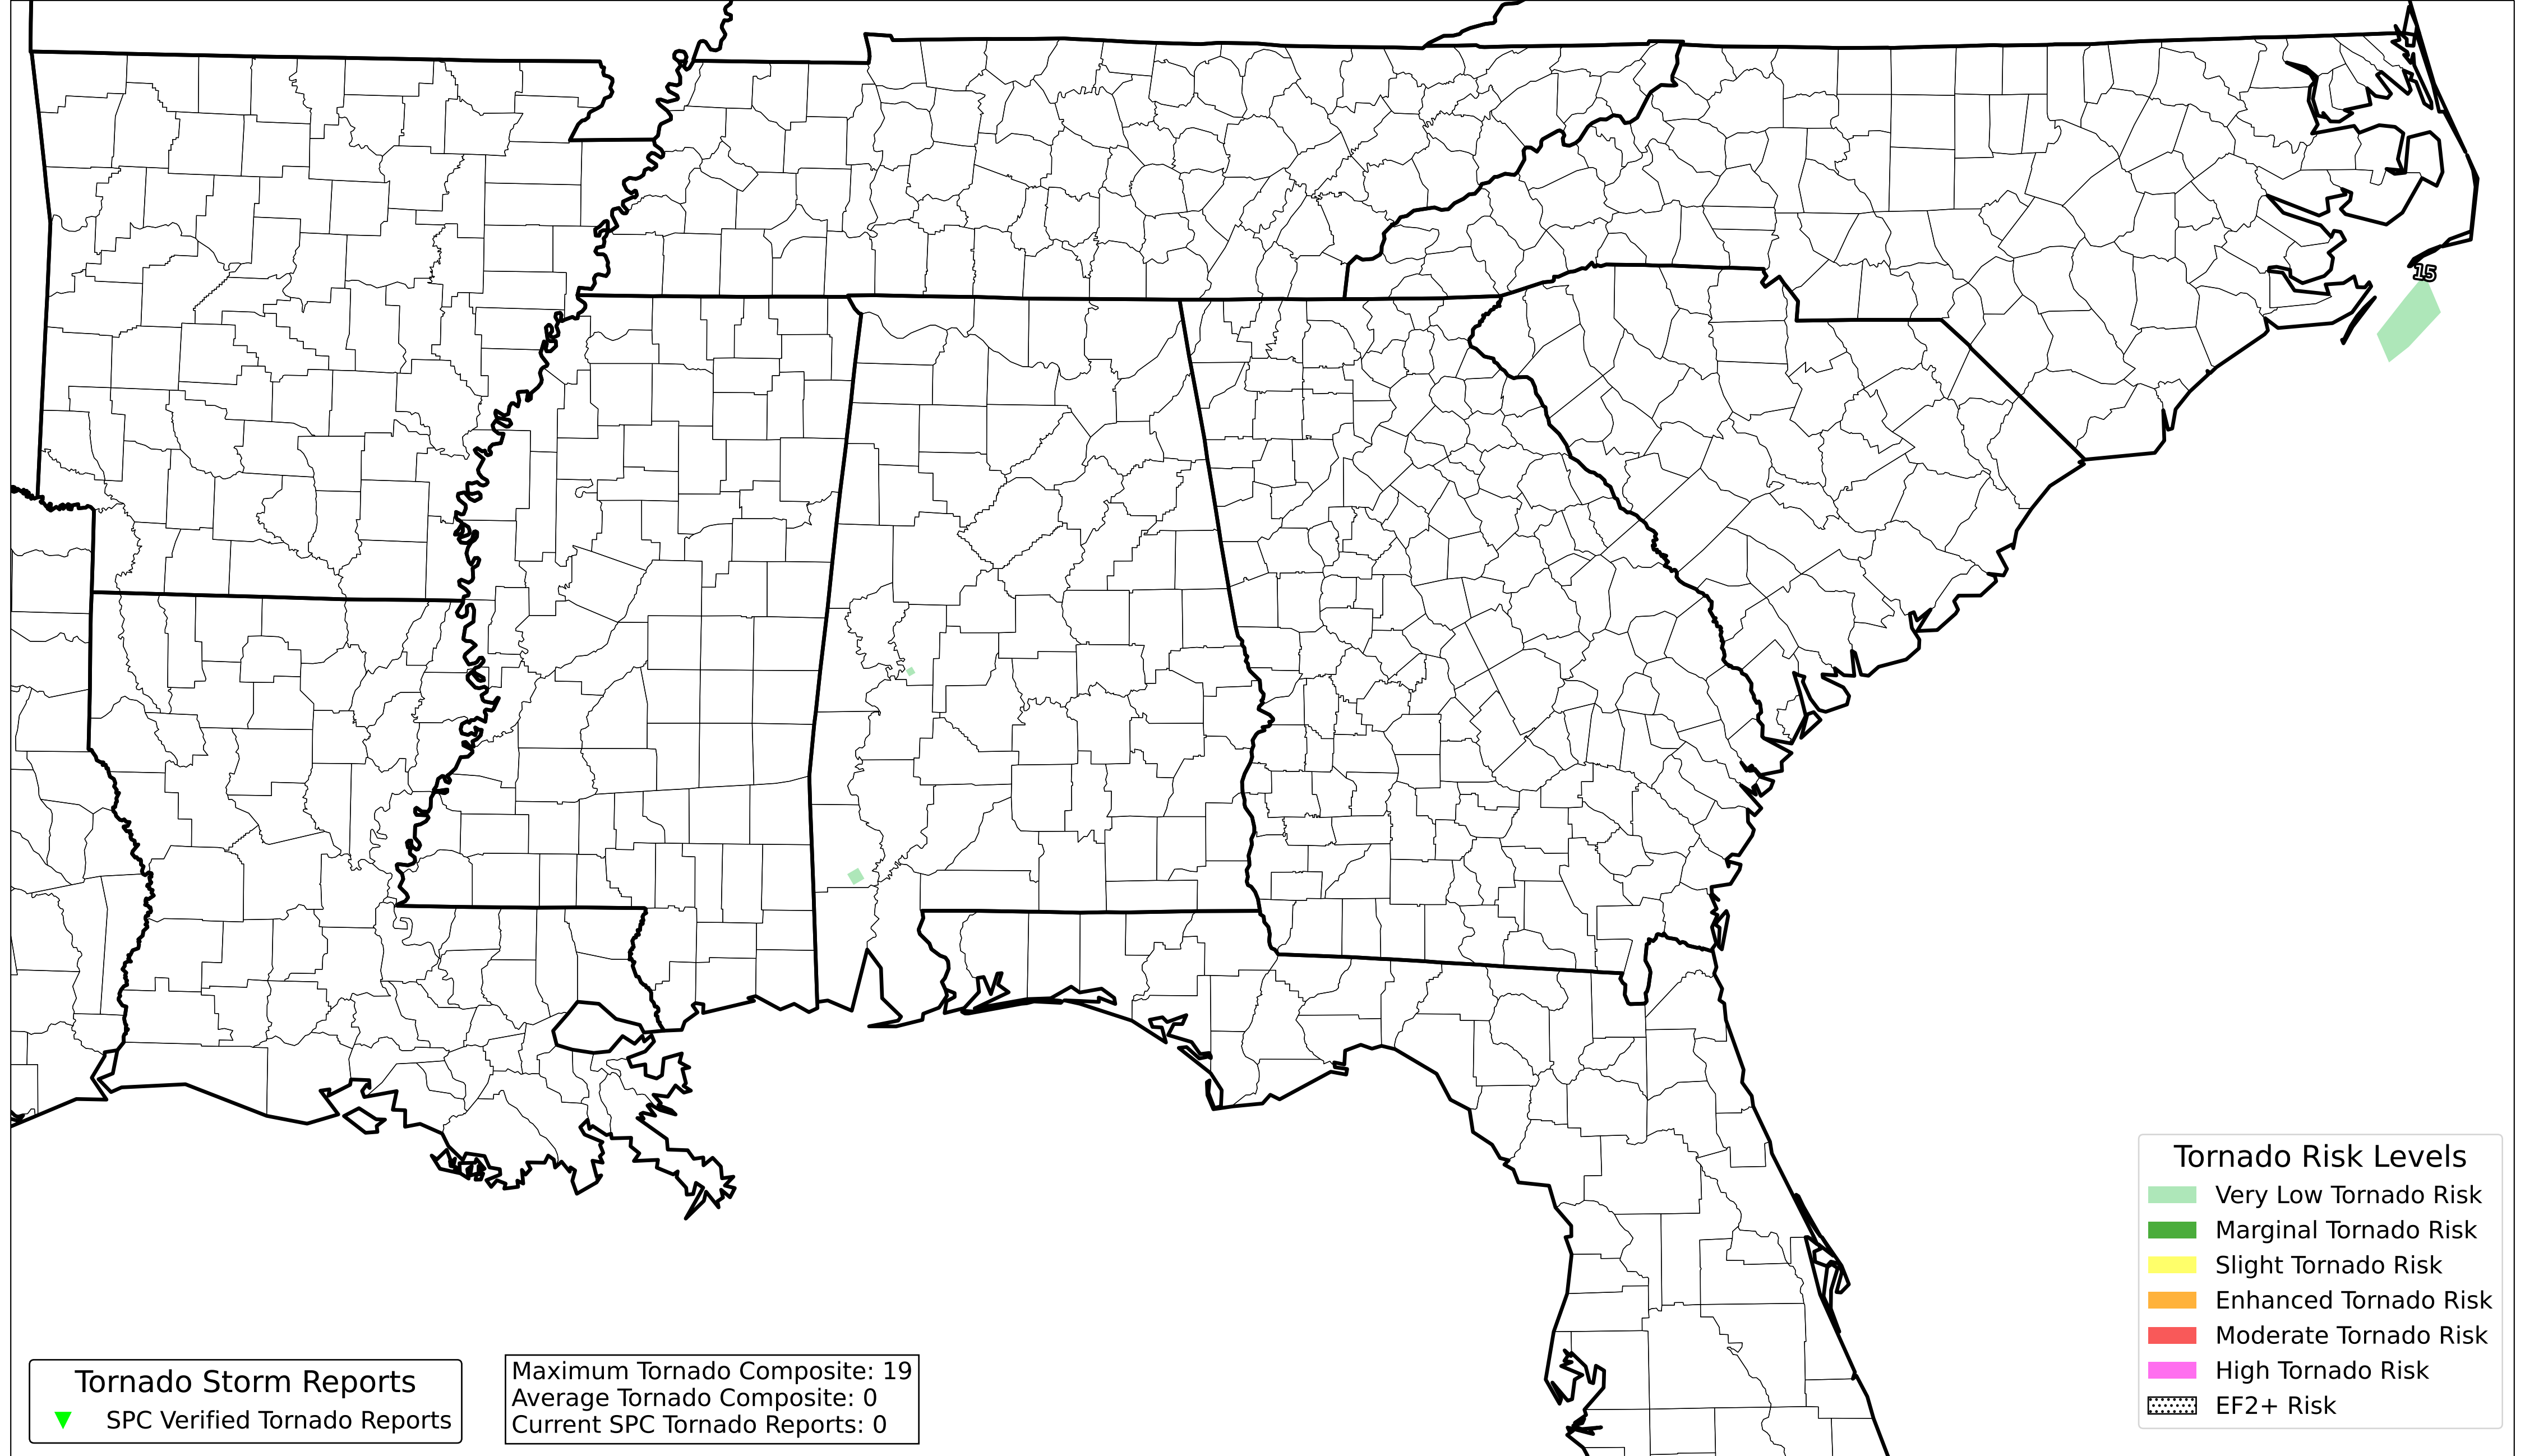 15
Tornado Risk Levels
Very Low Tornado Risk
Marginal Tornado Risk
Slight Tornado Risk
Enhanced Tornado Risk
Moderate Tornado Risk
High Tornado Risk
EF2+ Risk
Tornado Storm Reports
SPC Verified Tornado Reports
Maximum Tornado Composite: 19
Average Tornado Composite: 0
Current SPC Tornado Reports: 0